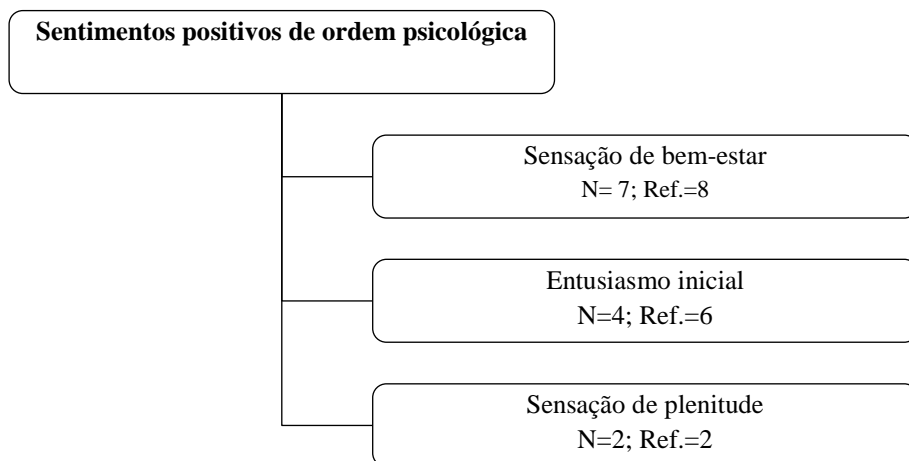 Sentimentos positivos de ordem psicológica
Sensação de bem-estar
N= 7; Ref.=8
Entusiasmo inicial
N=4; Ref.=6
Sensação de plenitude
N=2; Ref.=2